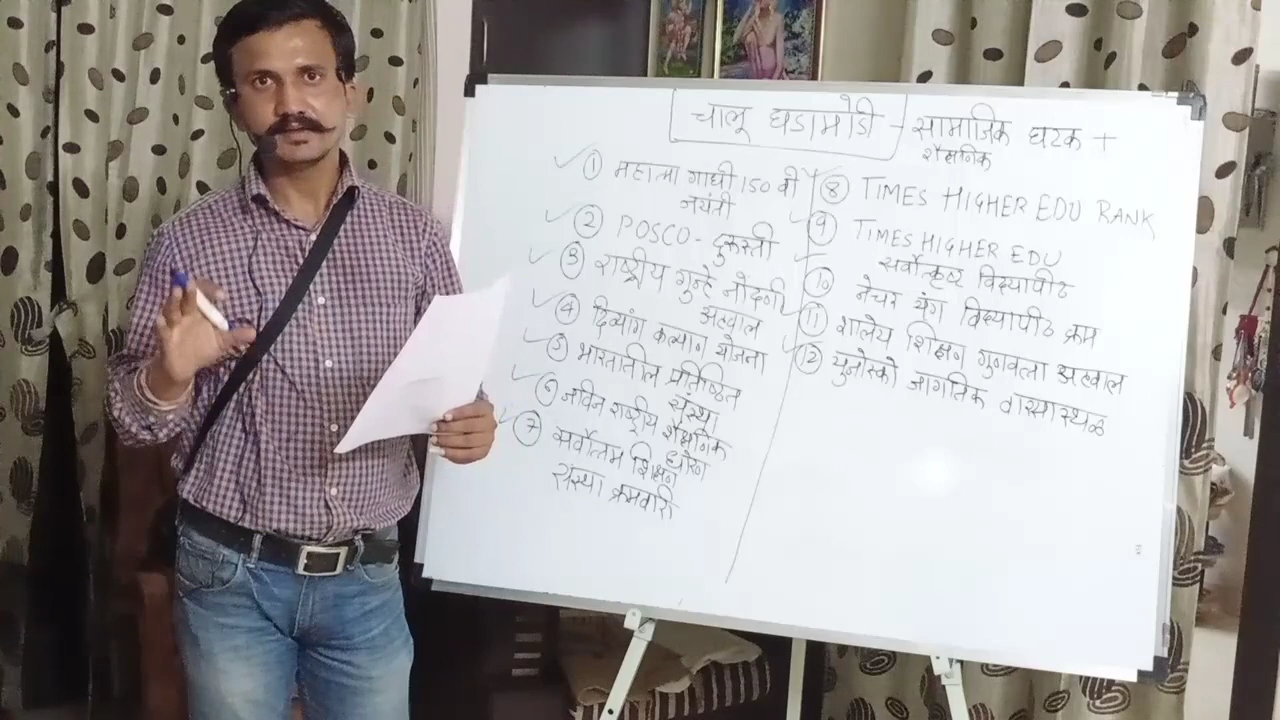 चालू घडामोडी - सामाजिक घटक +
शैक्षणिक
① महात्मा गांधी 150 वी
जयंती
② POSCO - दुरुस्ती
③ राष्ट्रीय गुन्हे नोंदणी
अहवाल
④ दिव्यांग कल्याण योजना
⑤ भारतातील प्रतिष्ठित
संस्था
⑥ नविन राष्ट्रीय शैक्षणिक
धोरण
⑦ सर्वोत्तम शिक्षण
संस्था क्रमवारी
⑧ TIMES HIGHER EDU RANK
⑨ TIMES HIGHER EDU
सर्वोत्कृष्ट विद्यापीठ
⑩ नेचर यंग विद्यापीठ क्रम
⑪ शालेय शिक्षण गुणवत्ता अहवाल
⑫ युनोस्को जागतिक वारसास्थळ